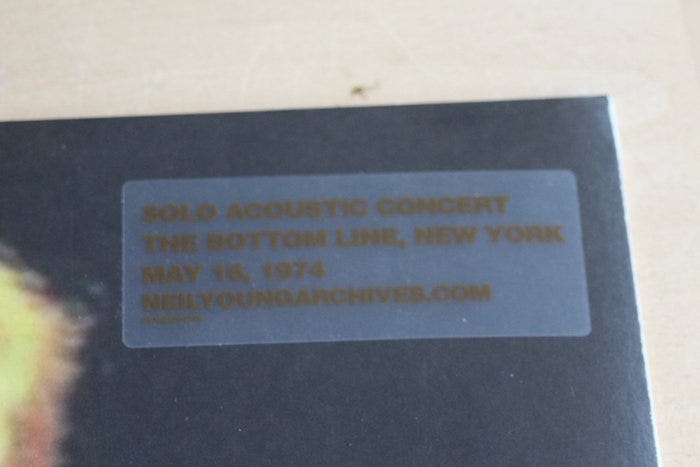 SOLO ACOUSTIC CONCERT
THE BOTTOM LINE, NEW YORK
MAY 16, 1974
NEILYOUNGARCHIVES.COM